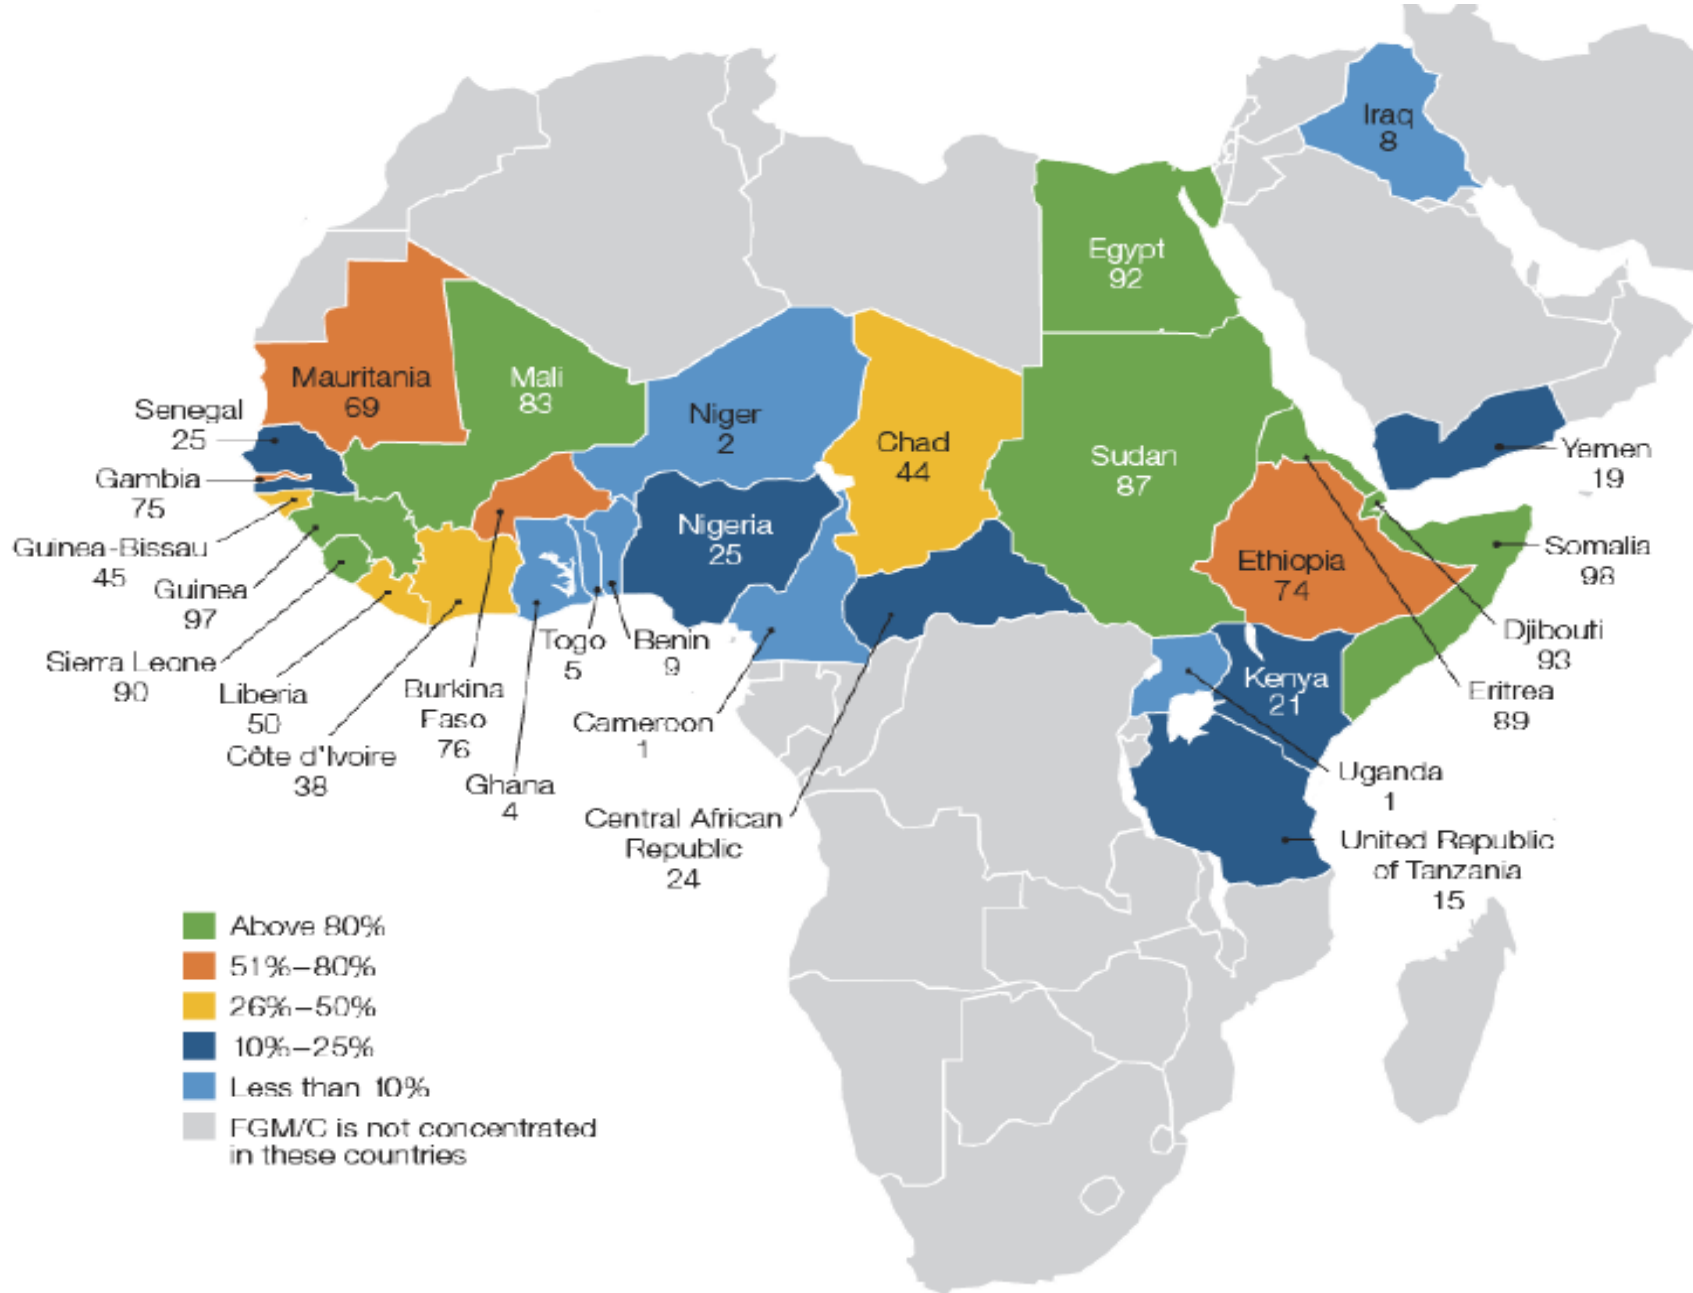 Iraq
8
Egypt
92
Mauritania
69
Mali
83
Niger
2
Chad
44
Sudan
87
Senegal
25
Gambia
75
Guinea-Bissau
45
Guinea
97
Sierra Leone
90
Liberia
50
Côte d'Ivoire
38
Burkina
Faso
76
Ghana
4
Togo
5
Benin
9
Nigeria
25
Cameroon
1
Central African
Republic
24
Yemen
19
Ethiopia
74
Somalia
98
Djibouti
93
Eritrea
89
Kenya
21
Uganda
1
United Republic
of Tanzania
15
Above 80%
51%–80%
26%–50%
10%–25%
Less than 10%
FGM/C is not concentrated
in these countries